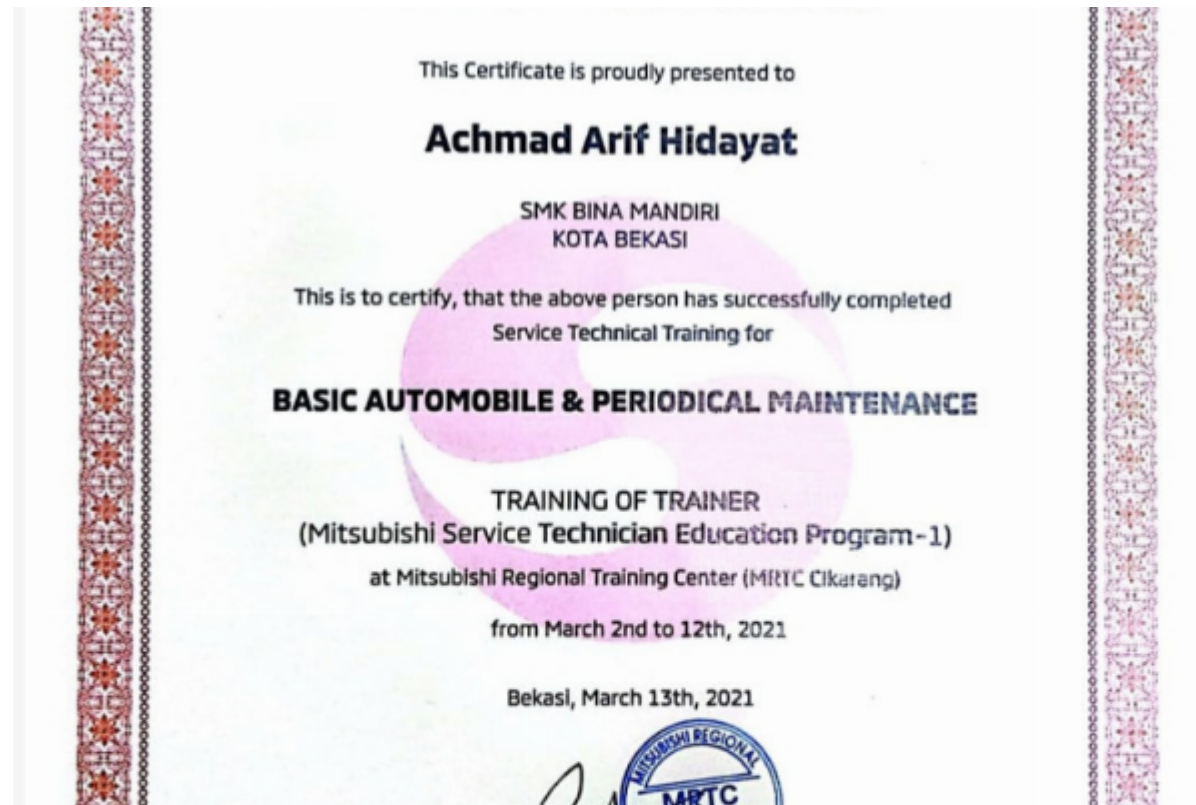 This Certificate is proudly presented to
Achmad Arif Hidayat
SMK BINA MANDIRI
KOTA BEKASI
This is to certify, that the above person has successfully completed
Service Technical Training for
BASIC AUTOMOBILE & PERIODICAL MAINTENANCE
TRAINING OF TRAINER
(Mitsubishi Service Technician Education Program-1)
at Mitsubishi Regional Training Center (MRTC Cikarang)
from March 2nd to 12th, 2021
Bekasi, March 13th, 2021
MITSUBISHI REGIONAL
MRTC